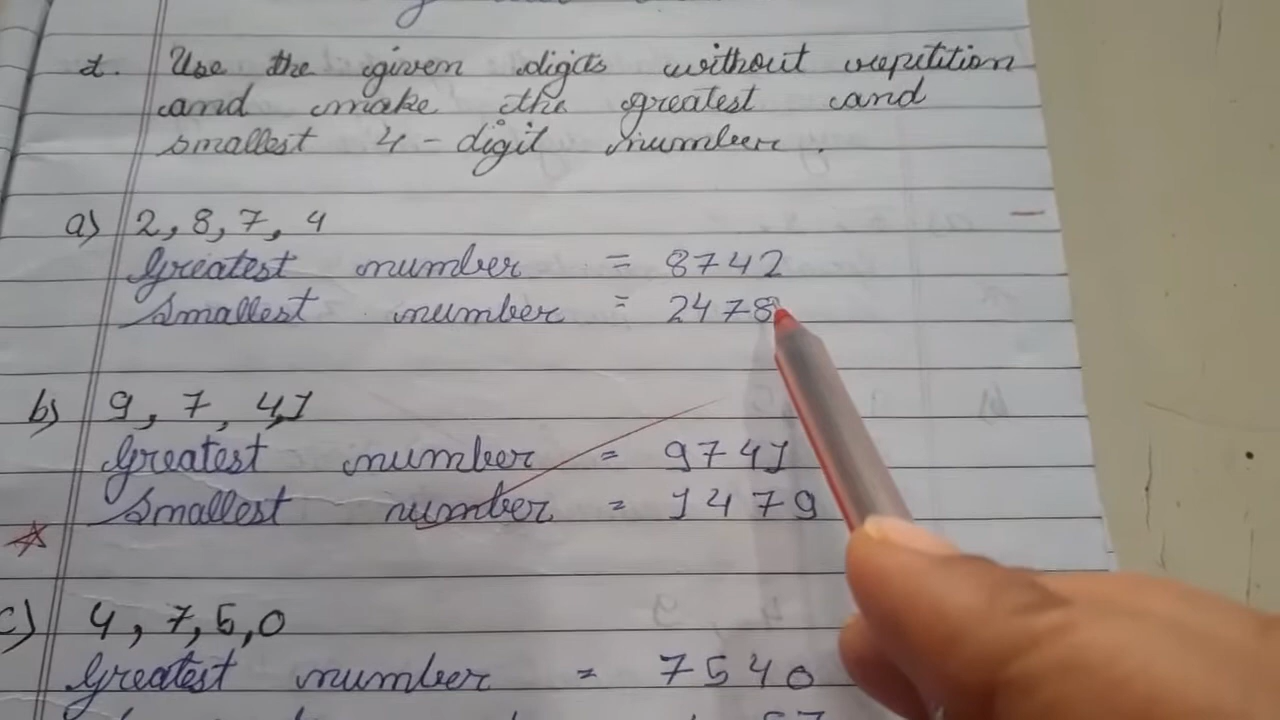 2. Use the given digits without repitition
and make the greatest and
smallest 4-digit number.
a) 2, 8, 7, 4
Greatest number = 8742
Smallest number = 2478
b) 9, 7, 4, 1
Greatest number = 9741
Smallest number = 1479
c) 4, 7, 5, 0
Greatest number = 7540